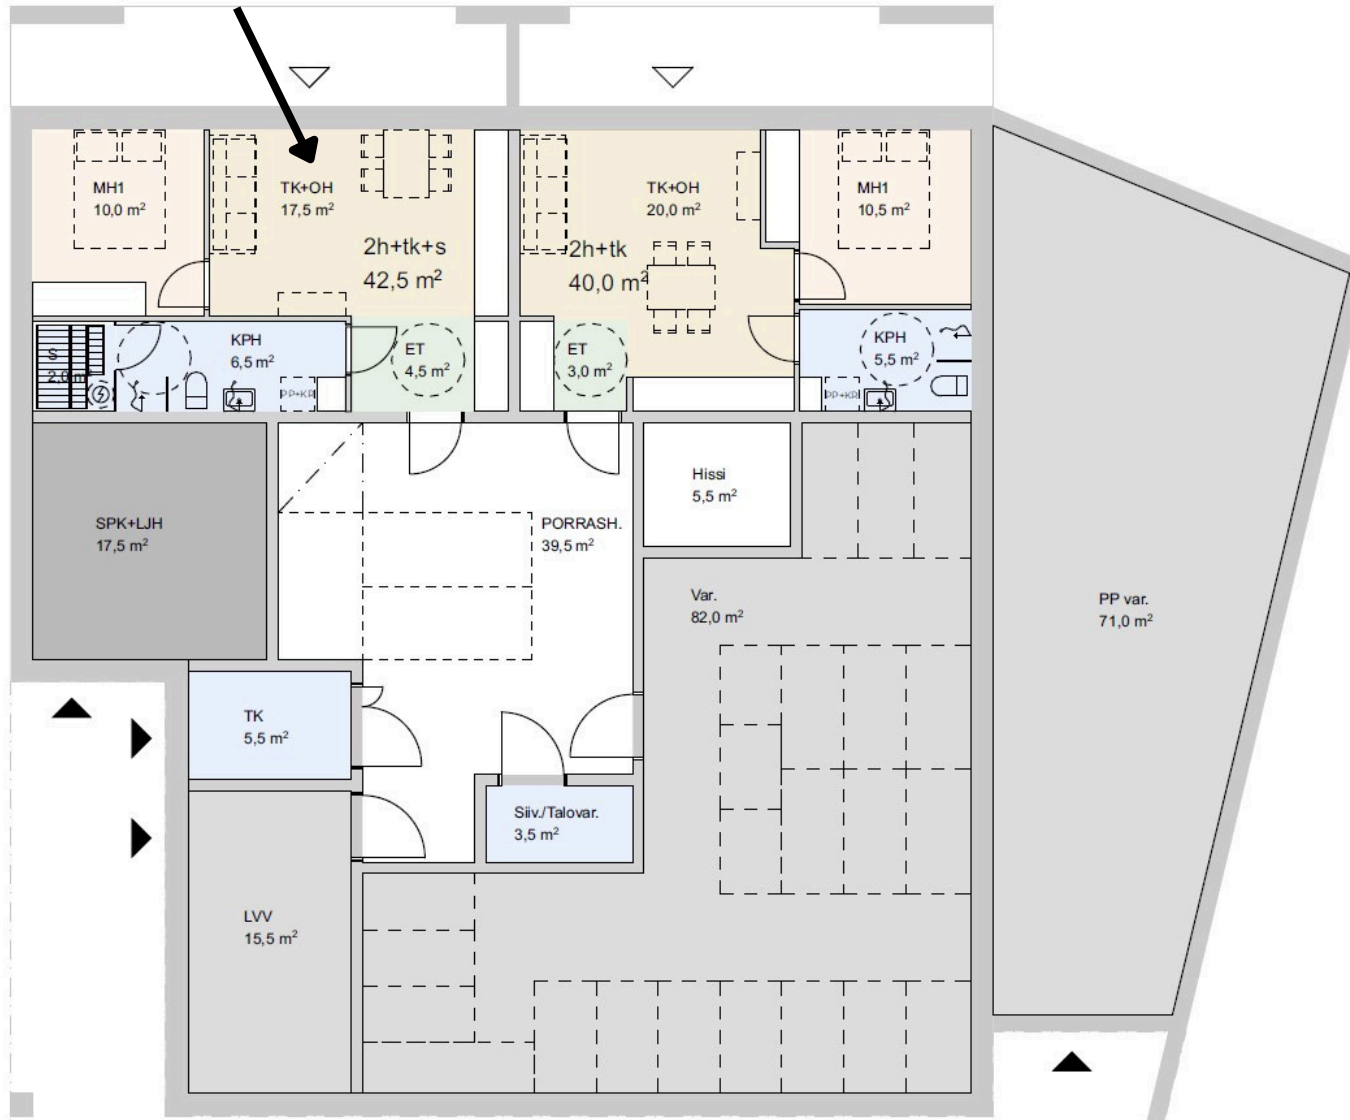 MH1
10,0 m²
TK+OH
17,5 m²
2h+tk+s
42,5 m²
TK+OH
20,0 m²
2h+tk
40,0 m²
MH1
10,5 m²
S
2,0 m²
KPH
6,5 m²
PP+KR
ET
4,5 m²
ET
3,0 m²
KPH
5,5 m²
PP+KR
SPK+LJH
17,5 m²
PORRASH.
39,5 m²
Hissi
5,5 m²
Var.
82,0 m²
PP var.
71,0 m²
TK
5,5 m²
Siiv./Talovar.
3,5 m²
LVV
15,5 m²